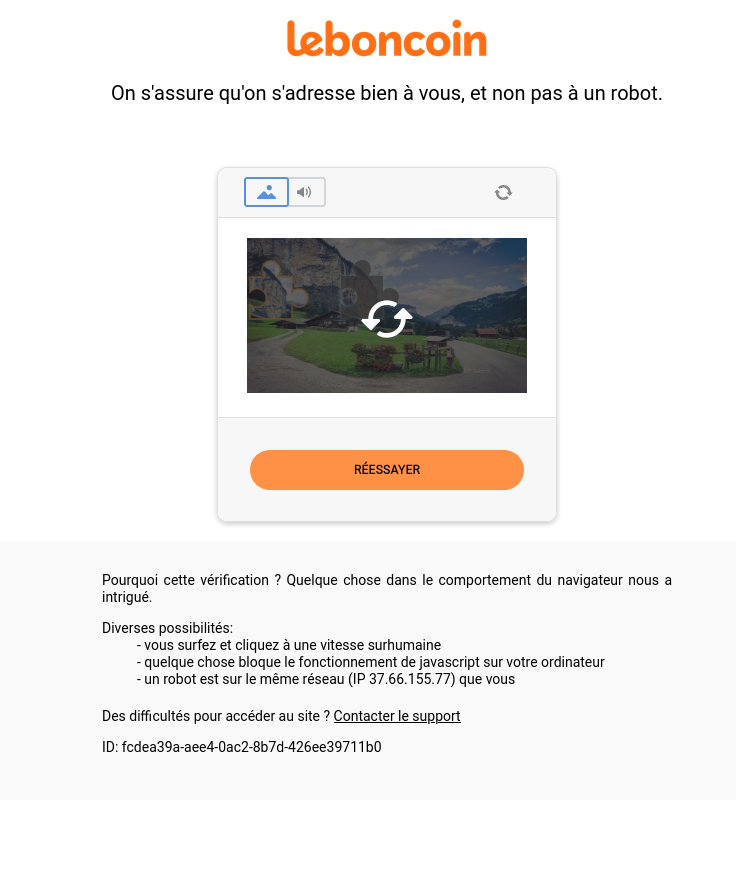 leboncoin
On s'assure qu'on s'adresse bien à vous, et non pas à un robot.
RÉESSAYER
Pourquoi cette vérification ? Quelque chose dans le comportement du navigateur nous a
intrigué.
Diverses possibilités:
- vous surfez et cliquez à une vitesse surhumaine
- quelque chose bloque le fonctionnement de javascript sur votre ordinateur
- un robot est sur le même réseau (IP 37.66.155.77) que vous
Des difficultés pour accéder au site ? Contacter le support
ID: fcdea39a-aee4-0ac2-8b7d-426ee39711b0